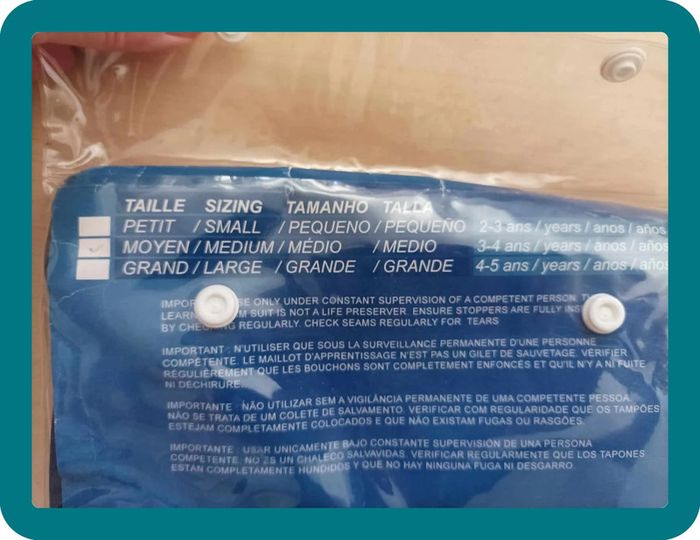 TAILLE SIZING TAMANHO TALLA
PETIT / SMALL / PEQUENO / PEQUEÑO 2-3 ans / years / anos / años
MOYEN / MEDIUM / MÉDIO / MEDIO 3-4 ans / years / anos / años
GRAND / LARGE / GRANDE / GRANDE 4-5 ans / years / anos / años
USE ONLY UNDER CONSTANT SUPERVISION OF A COMPETENT PERSON.
SUIT IS NOT A LIFE PRESERVER. ENSURE STOPPERS ARE FULLY
BY REGULARLY. CHECK SEAMS REGULARLY FOR TEARS
IMPORTANT : N'UTILISER QUE SOUS LA SURVEILLANCE PERMANENTE D'UNE PERSONNE
COMPÉTENTE. LE MAILLOT D'APPRENTISSAGE N'EST PAS UN GILET DE SAUVETAGE. VÉRIFIER
RÉGULIÈREMENT QUE LES BOUCHONS SONT COMPLETEMENT ENFONCÉS ET QU'IL N'Y A NI FUITE
NI DECHIRURE.
IMPORTANTE : NÃO UTILIZAR SEM A VIGILÂNCIA PERMANENTE DE UMA COMPETENTE PESSOA
NÃO SE TRATA DE UM COLETE DE SALVAMENTO. VERIFICAR COM REGULARIDADE QUE OS TAMPÕES
ESTEJAM COMPLETAMENTE COLOCADOS E QUE NÃO EXISTAM FUGAS OU RASGÕES.
IMPORTANTE : USAR UNICAMENTE BAJO CONSTANTE SUPERVISIÓN DE UNA PERSONA
COMPETENTE. NO ES UN CHALECO SALVAVIDAS. VERIFICAR REGULARMENTE QUE LOS TAPONES
ESTAN COMPLETAMENTE HUNDIDOS Y QUE NO HAY NINGUNA FUGA NI DESGARRO.